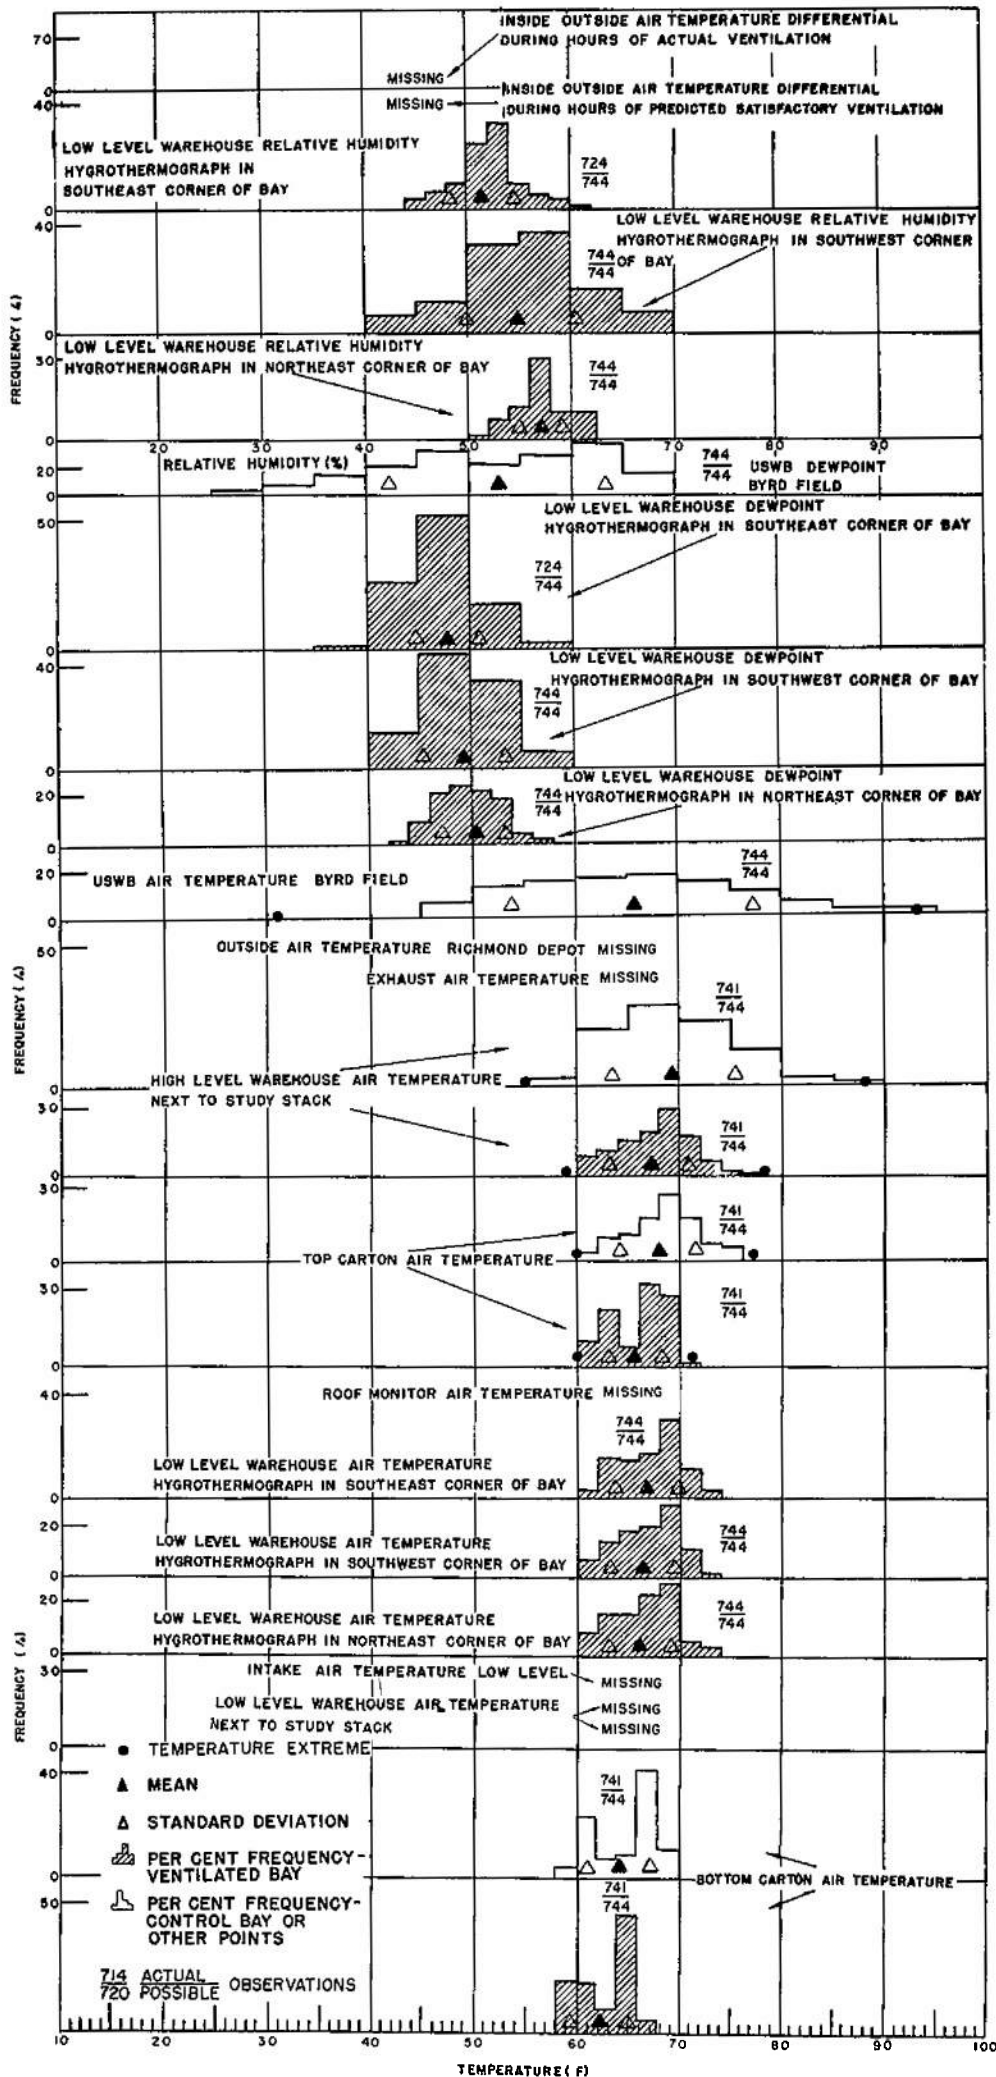 INSIDE OUTSIDE AIR TEMPERATURE DIFFERENTIAL
DURING HOURS OF ACTUAL VENTILATION
70
MISSING
0
40
INSIDE OUTSIDE AIR TEMPERATURE DIFFERENTIAL
MISSING
DURING HOURS OF PREDICTED SATISFACTORY VENTILATION
LOW LEVEL WAREHOUSE RELATIVE HUMIDITY
HYGROTHERMOGRAPH IN
SOUTHEAST CORNER OF BAY
724
744
0
LOW LEVEL WAREHOUSE RELATIVE HUMIDITY
HYGROTHERMOGRAPH IN SOUTHWEST CORNER
OF BAY
40
744
744
0
FREQUENCY (%)
LOW LEVEL WAREHOUSE RELATIVE HUMIDITY
HYGROTHERMOGRAPH IN NORTHEAST CORNER OF BAY
30
744
744
0
20 30 40 50 60 70 80 90
RELATIVE HUMIDITY (%)
20
0
744
744
USWB DEWPOINT
BYRD FIELD
LOW LEVEL WAREHOUSE DEWPOINT
HYGROTHERMOGRAPH IN SOUTHEAST CORNER OF BAY
50
724
744
0
LOW LEVEL WAREHOUSE DEWPOINT
HYGROTHERMOGRAPH IN SOUTHWEST CORNER OF BAY
40
744
744
0
LOW LEVEL WAREHOUSE DEWPOINT
HYGROTHERMOGRAPH IN NORTHEAST CORNER OF BAY
20
744
744
0
USWB AIR TEMPERATURE BYRD FIELD
20
744
744
0
OUTSIDE AIR TEMPERATURE RICHMOND DEPOT MISSING
50
EXHAUST AIR TEMPERATURE MISSING
741
744
FREQUENCY (%)
0
HIGH LEVEL WAREHOUSE AIR TEMPERATURE
NEXT TO STUDY STACK
30
741
744
0
30
741
744
0
TOP CARTON AIR TEMPERATURE
30
741
744
0
ROOF MONITOR AIR TEMPERATURE MISSING
40
744
744
LOW LEVEL WAREHOUSE AIR TEMPERATURE
HYGROTHERMOGRAPH IN SOUTHEAST CORNER OF BAY
0
20
LOW LEVEL WAREHOUSE AIR TEMPERATURE
HYGROTHERMOGRAPH IN SOUTHWEST CORNER OF BAY
744
744
0
20
LOW LEVEL WAREHOUSE AIR TEMPERATURE
HYGROTHERMOGRAPH IN NORTHEAST CORNER OF BAY
744
744
0
FREQUENCY (%)
30
INTAKE AIR TEMPERATURE LOW LEVEL
MISSING
LOW LEVEL WAREHOUSE AIR TEMPERATURE
NEXT TO STUDY STACK
MISSING
MISSING
0
TEMPERATURE EXTREME
40
MEAN
741
744
STANDARD DEVIATION
PER CENT FREQUENCY-
VENTILATED BAY
0
BOTTOM CARTON AIR TEMPERATURE
50
741
744
PER CENT FREQUENCY-
CONTROL BAY OR
OTHER POINTS
714 ACTUAL
720 POSSIBLE OBSERVATIONS
0
10 20 30 40 50 60 70 80 90 100
TEMPERATURE (F)